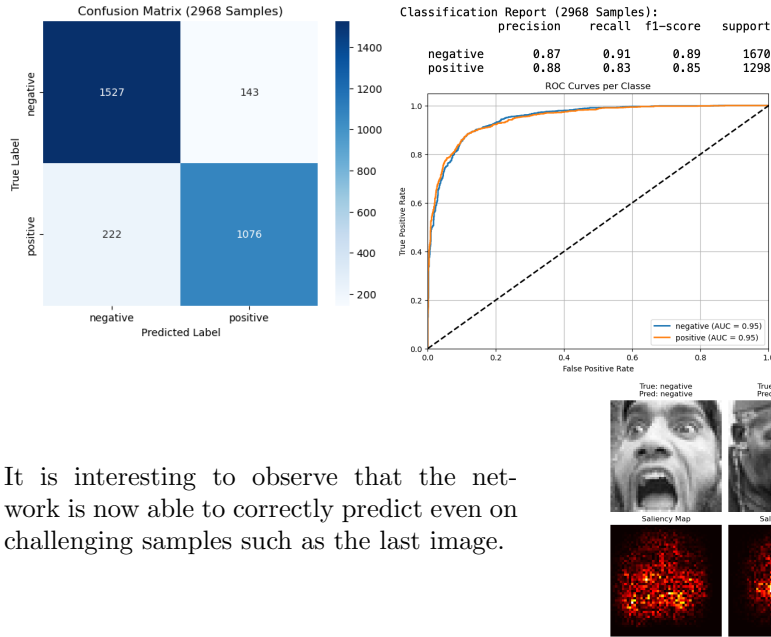 Confusion Matrix (2968 Samples)
True Label
negative
positive
1527
143
222
1076
negative
positive
Predicted Label
1400
1200
1000
800
600
400
200
Classification Report (2968 Samples):
precision recall f1-score support
negative 0.87 0.91 0.89 1670
positive 0.88 0.83 0.85 1298
ROC Curves per Classe
True Positive Rate
1.0
0.8
0.6
0.4
0.2
0.0
0.0 0.2 0.4 0.6 0.8 1.0
False Positive Rate
negative (AUC = 0.95)
positive (AUC = 0.95)
True: negative
Pred: negative
Saliency Map
It is interesting to observe that the net-
work is now able to correctly predict even on
challenging samples such as the last image.